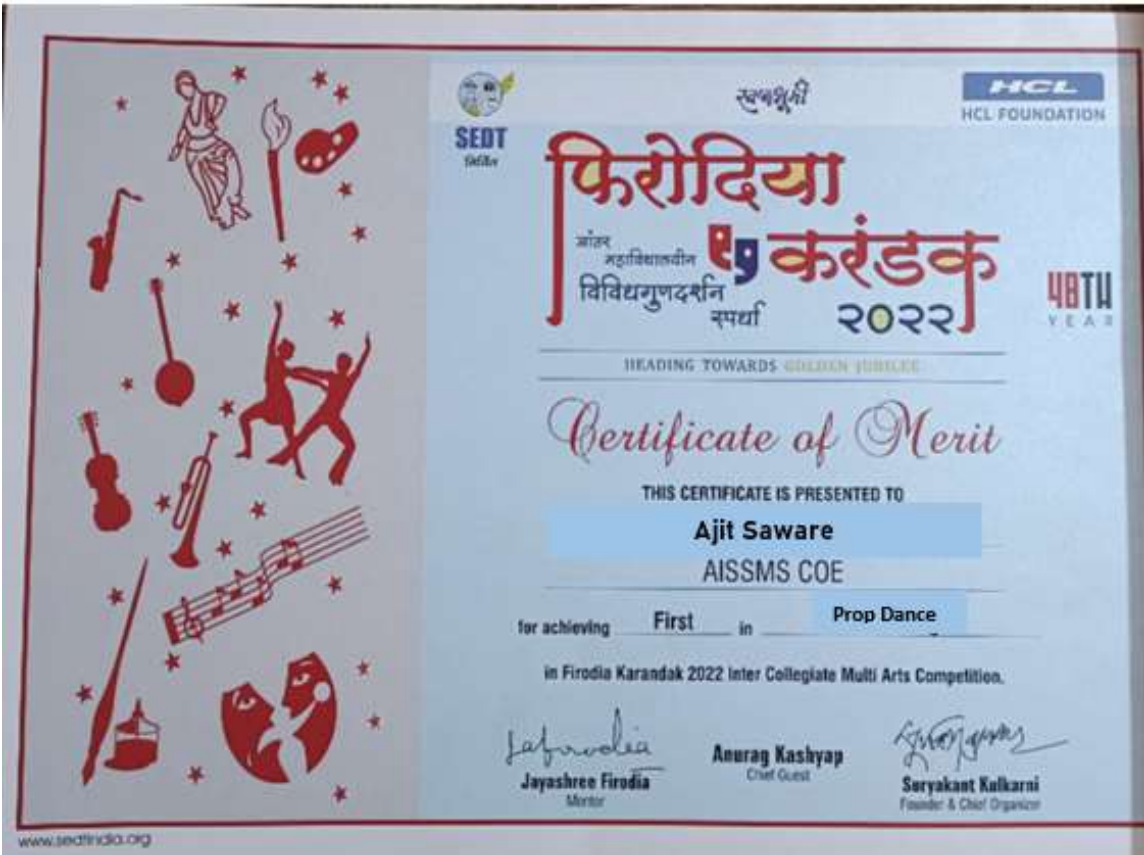 SEDT
निर्मित
स्वप्नभूमी
HCL
HCL FOUNDATION
फिरोदिया
आंतर
महाविद्यालयीन
करंडक
विविधगुणदर्शन
स्पर्धा
२०२२
48TH
YEAR
HEADING TOWARDS GOLDEN JUBILEE
Certificate of Merit
THIS CERTIFICATE IS PRESENTED TO
Ajit Saware
AISSMS COE
for achieving First in Prop Dance
in Firodia Karandak 2022 Inter Collegiate Multi Arts Competition.
Jayashree Firodia
Mentor
Anurag Kashyap
Chief Guest
Suryakant Kulkarni
Founder & Chief Organizer
www.sedtindia.org